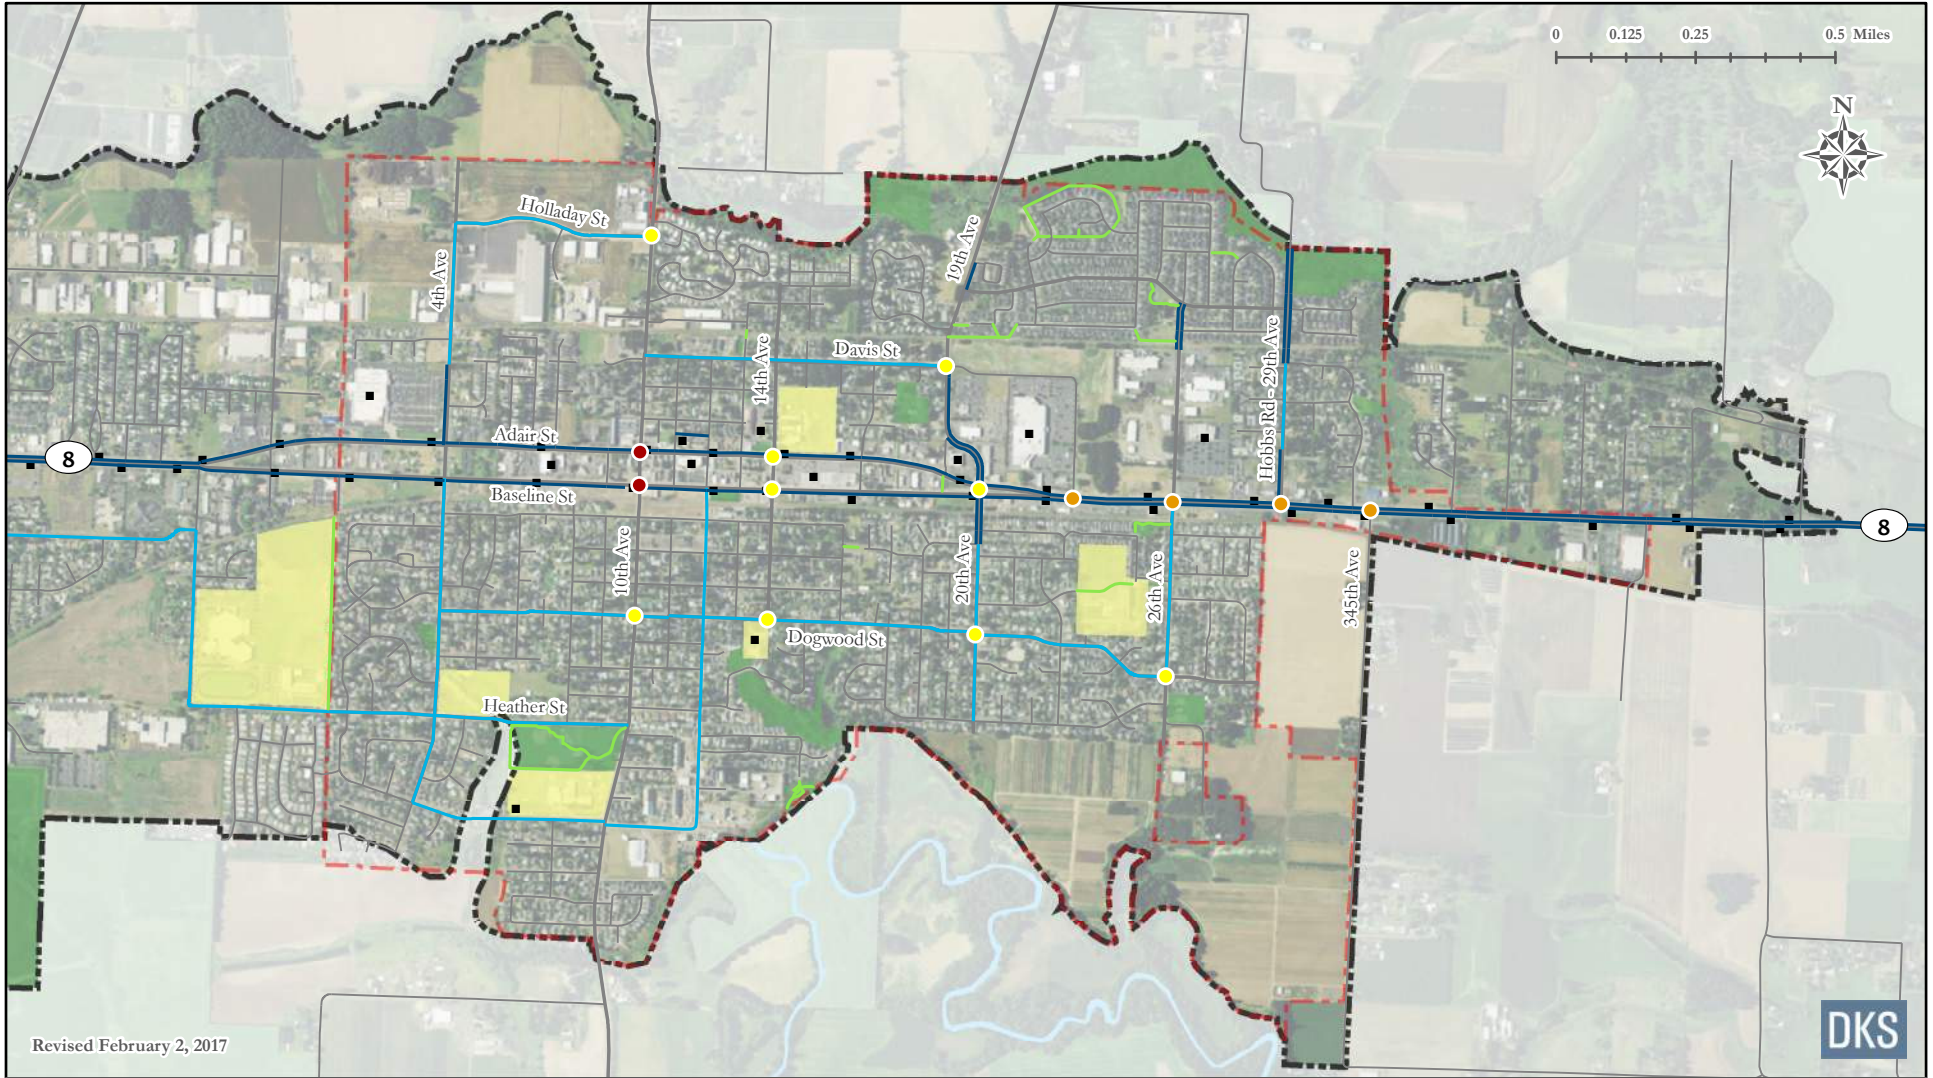 0 0.125 0.25 0.5 Miles
N
Holladay St
19th Ave
4th Ave
14th Ave
Davis St
Hobbs Rd - 29th Ave
Adair St
8
Baseline St
8
10th Ave
20th Ave
26th Ave
345th Ave
Dogwood St
Heather St
Revised February 2, 2017
DKS